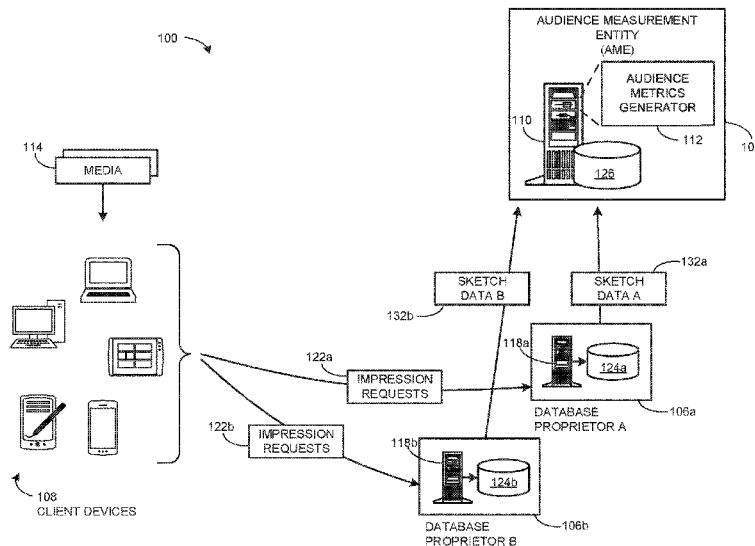 100
AUDIENCE MEASUREMENT
ENTITY
(AME)
AUDIENCE
METRICS
GENERATOR
110
112
10
126
114
MEDIA
SKETCH
DATA B
132b
SKETCH
DATA A
132a
122a
IMPRESSION
REQUESTS
118a
124a
DATABASE
PROPRIETOR A
106a
122b
IMPRESSION
REQUESTS
118b
124b
DATABASE
PROPRIETOR B
106b
108
CLIENT DEVICES